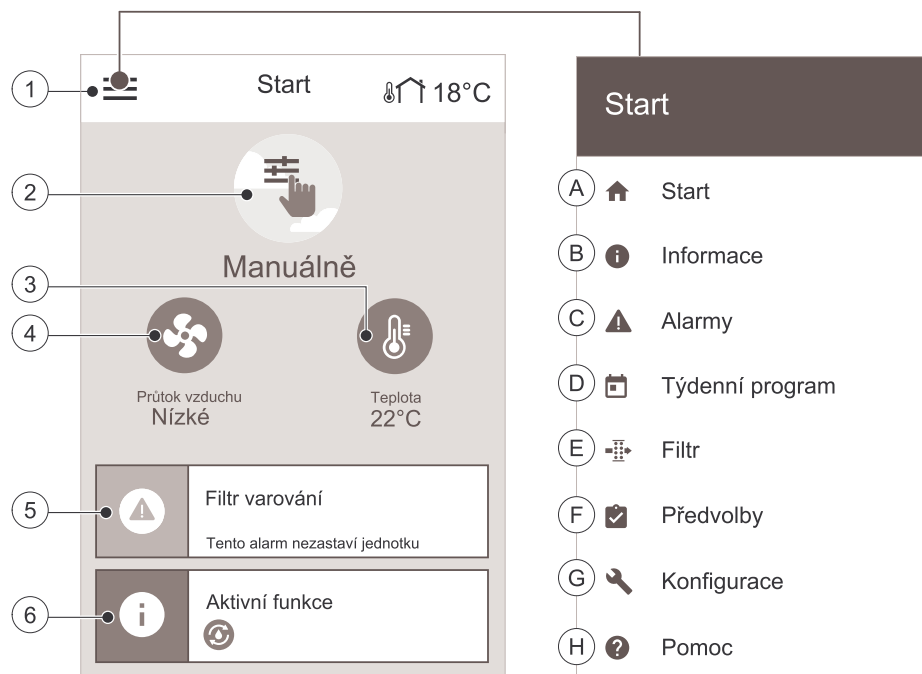 1
Start
18°C
2
Manuálně
3
4
Průtok vzduchu
Nízké
Teplota
22°C
5
Filtr varování
Tento alarm nezastaví jednotku
6
Aktivní funkce
Start
A Start
B Informace
C Alarmy
D Týdenní program
E Filtr
F Předvolby
G Konfigurace
H Pomoc